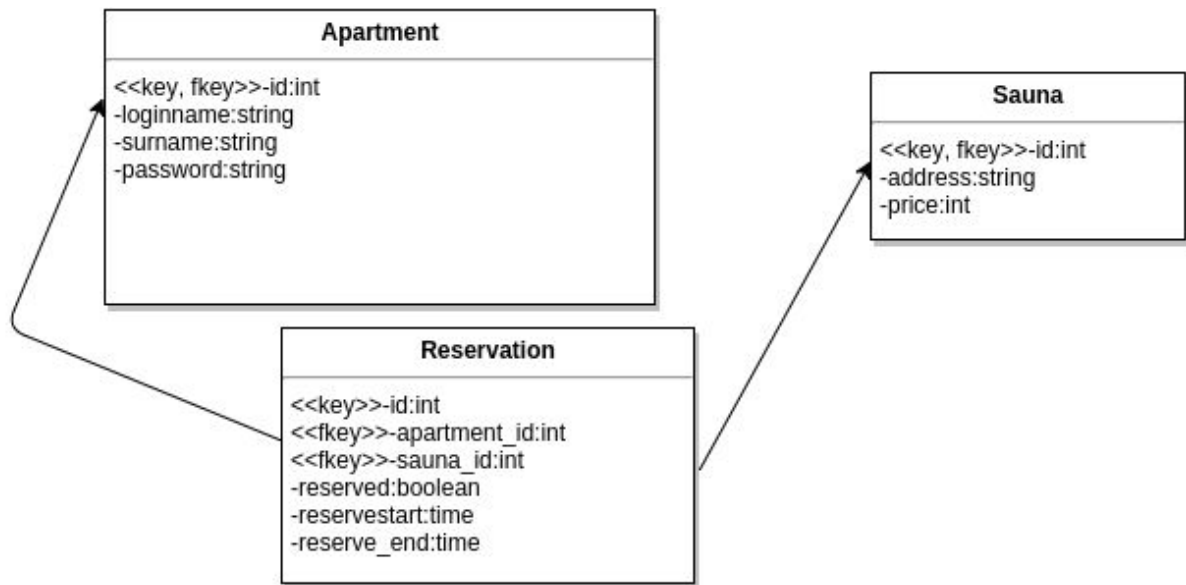 Apartment
<<key, fkey>>-id:int
-loginname:string
-surname:string
-password:string
Sauna
<<key, fkey>>-id:int
-address:string
-price:int
Reservation
<<key>>-id:int
<<fkey>>-apartment_id:int
<<fkey>>-sauna_id:int
-reserved:boolean
-reservestart:time
-reserve_end:time